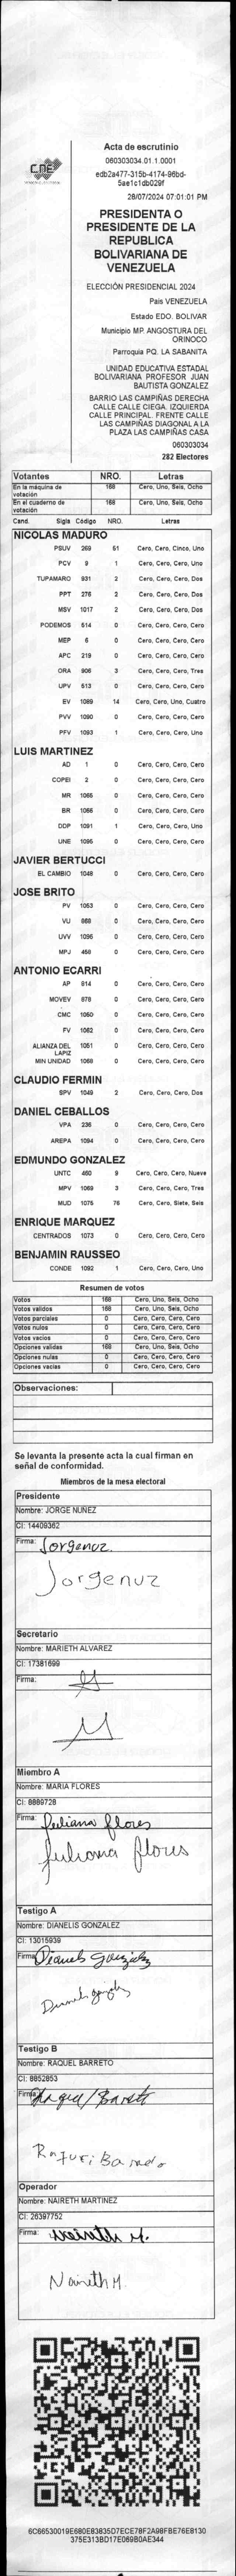 CNE
Acta de escrutinio
060303034.01.1.0001
edb2a477-315b-4174-96bd-
5ae1c1db029f
28/07/2024 07:01:01 PM
PRESIDENTA O
PRESIDENTE DE LA
REPUBLICA
BOLIVARIANA DE
VENEZUELA
ELECCIÓN PRESIDENCIAL 2024
País VENEZUELA
Estado EDO. BOLIVAR
Municipio MP. ANGOSTURA DEL
ORINOCO
Parroquia PQ. LA SABANITA
UNIDAD EDUCATIVA ESTADAL
BOLIVARIANA PROFESOR JUAN
BAUTISTA GONZALEZ
BARRIO LAS CAMPIÑAS DERECHA
CALLE CALLE CIEGA. IZQUIERDA
CALLE PRINCIPAL. FRENTE CALLE
LAS CAMPIÑAS DIAGONAL A LA
PLAZA LAS CAMPIÑAS CASA
060303034
282 Electores
Votantes NRO. Letras
En la máquina de votación 168 Cero, Uno, Seis, Ocho
En el cuaderno de votación 168 Cero, Uno, Seis, Ocho
Cand. Sigla Código NRO. Letras
NICOLAS MADURO
PSUV 269 51 Cero, Cero, Cinco, Uno
PCV 9 1 Cero, Cero, Cero, Uno
TUPAMARO 931 2 Cero, Cero, Cero, Dos
PPT 276 2 Cero, Cero, Cero, Dos
MSV 1017 2 Cero, Cero, Cero, Dos
PODEMOS 514 0 Cero, Cero, Cero, Cero
MEP 6 0 Cero, Cero, Cero, Cero
APC 219 0 Cero, Cero, Cero, Cero
ORA 906 3 Cero, Cero, Cero, Tres
UPV 513 0 Cero, Cero, Cero, Cero
EV 1089 14 Cero, Cero, Uno, Cuatro
PVV 1090 0 Cero, Cero, Cero, Cero
PFV 1093 1 Cero, Cero, Cero, Uno
LUIS MARTINEZ
AD 1 0 Cero, Cero, Cero, Cero
COPEI 2 0 Cero, Cero, Cero, Cero
MR 1065 0 Cero, Cero, Cero, Cero
BR 1066 0 Cero, Cero, Cero, Cero
DDP 1091 1 Cero, Cero, Cero, Uno
UNE 1095 0 Cero, Cero, Cero, Cero
JAVIER BERTUCCI
EL CAMBIO 1048 0 Cero, Cero, Cero, Cero
JOSE BRITO
PV 1053 0 Cero, Cero, Cero, Cero
VU 868 0 Cero, Cero, Cero, Cero
UVV 1096 0 Cero, Cero, Cero, Cero
MPJ 458 0 Cero, Cero, Cero, Cero
ANTONIO ECARRI
AP 914 0 Cero, Cero, Cero, Cero
MOVEV 878 0 Cero, Cero, Cero, Cero
CMC 1050 0 Cero, Cero, Cero, Cero
FV 1062 0 Cero, Cero, Cero, Cero
ALIANZA DEL LAPIZ 1051 0 Cero, Cero, Cero, Cero
MIN UNIDAD 1068 0 Cero, Cero, Cero, Cero
CLAUDIO FERMIN
SPV 1049 2 Cero, Cero, Cero, Dos
DANIEL CEBALLOS
VPA 236 0 Cero, Cero, Cero, Cero
AREPA 1094 0 Cero, Cero, Cero, Cero
EDMUNDO GONZALEZ
UNTC 460 9 Cero, Cero, Cero, Nueve
MPV 1069 3 Cero, Cero, Cero, Tres
MUD 1075 76 Cero, Cero, Siete, Seis
ENRIQUE MARQUEZ
CENTRADOS 1073 0 Cero, Cero, Cero, Cero
BENJAMIN RAUSSEO
CONDE 1092 1 Cero, Cero, Cero, Uno
Resumen de votos
Votos 168 Cero, Uno, Seis, Ocho
Votos validos 168 Cero, Uno, Seis, Ocho
Votos parciales 0 Cero, Cero, Cero, Cero
Votos nulos 0 Cero, Cero, Cero, Cero
Votos vacios 0 Cero, Cero, Cero, Cero
Opciones validas 168 Cero, Uno, Seis, Ocho
Opciones nulas 0 Cero, Cero, Cero, Cero
Opciones vacias 0 Cero, Cero, Cero, Cero
Observaciones:
Se levanta la presente acta la cual firman en
señal de conformidad.
Miembros de la mesa electoral
Presidente
Nombre: JORGE NUÑEZ
CI: 14409362
Firma: Jorgenuz
Jorgenuz
Secretario
Nombre: MARIETH ALVAREZ
CI: 17381699
Firma:
Miembro A
Nombre: MARIA FLORES
CI: 8889728
Firma: Juliana flores
Juliana flores
Testigo A
Nombre: DIANELIS GONZALEZ
CI: 13015939
Firma: Dianels González
Testigo B
Nombre: RAQUEL BARRETO
CI: 8852853
Firma: Raquel Barreto
Operador
Nombre: NAIRETH MARTINEZ
CI: 26397752
Firma: Naireth M.
Naireth M.
6C66530019E680E83835D7ECE78F2A98FBE76E8130
375E313BD17E069B0AE344